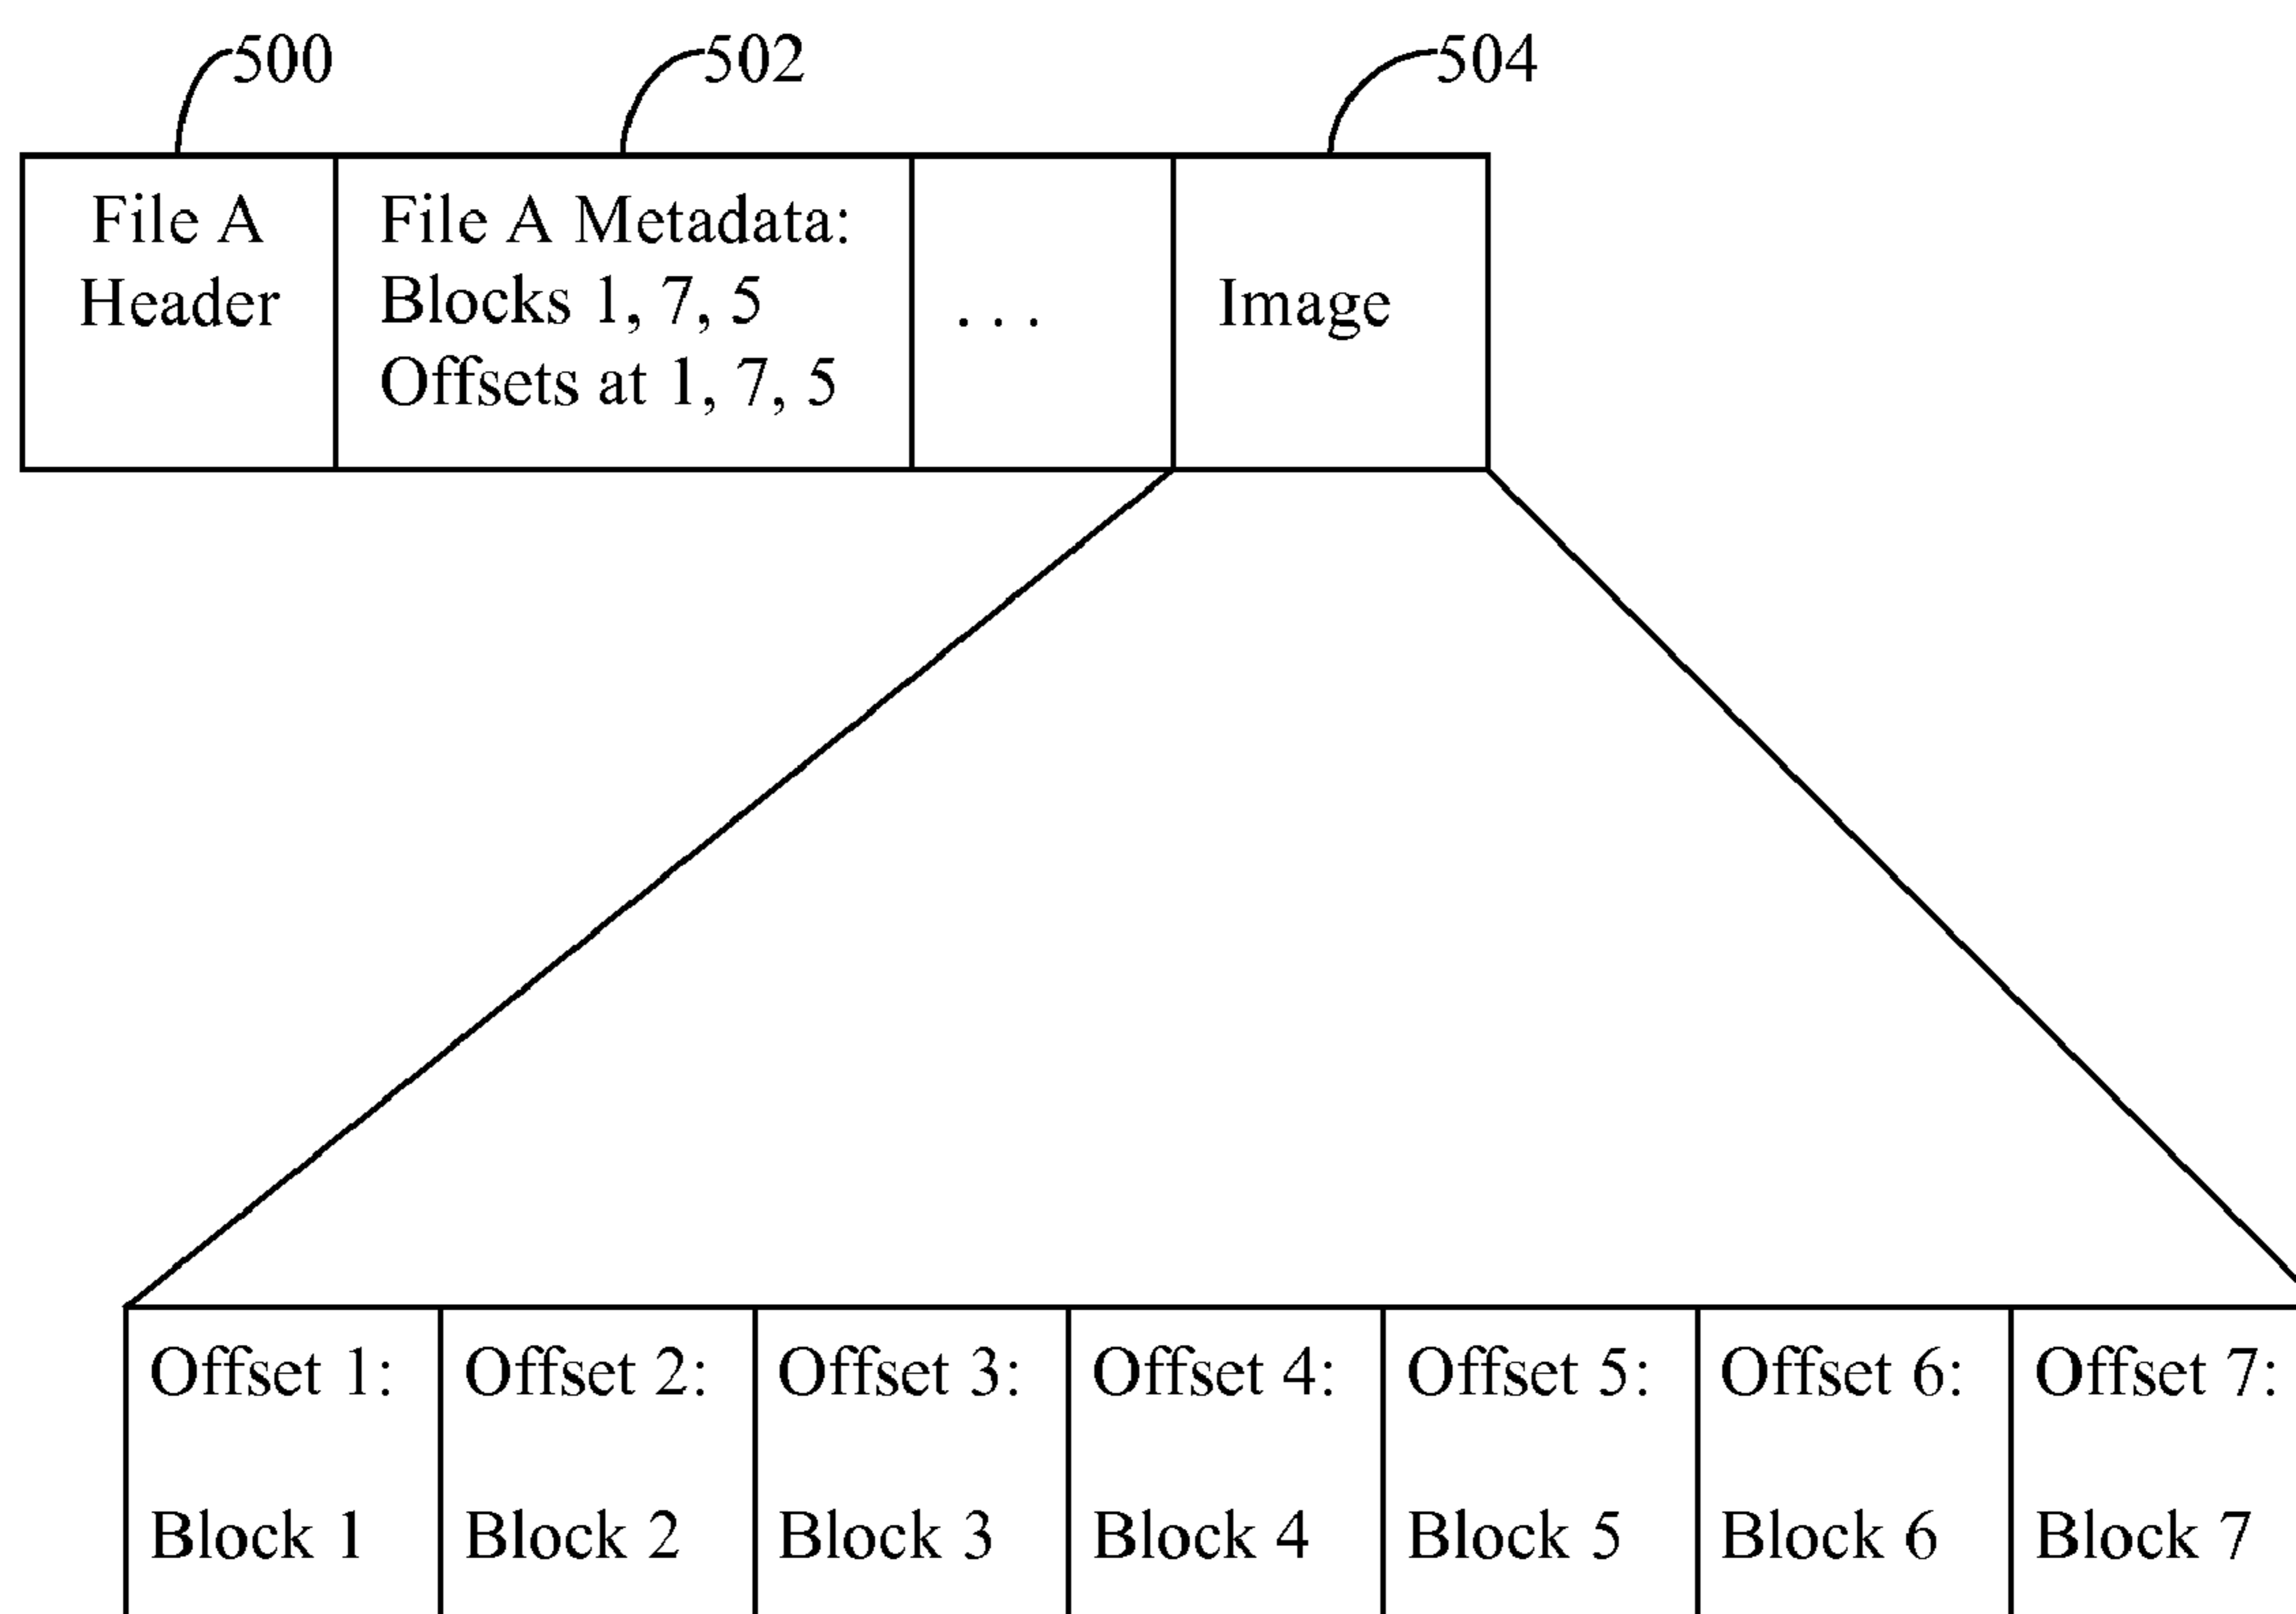 500 502 504
File A
Header
File A Metadata:
Blocks 1, 7, 5
Offsets at 1, 7, 5
. . .
Image
Offset 1: Offset 2: Offset 3: Offset 4: Offset 5: Offset 6: Offset 7:
Block 1 Block 2 Block 3 Block 4 Block 5 Block 6 Block 7